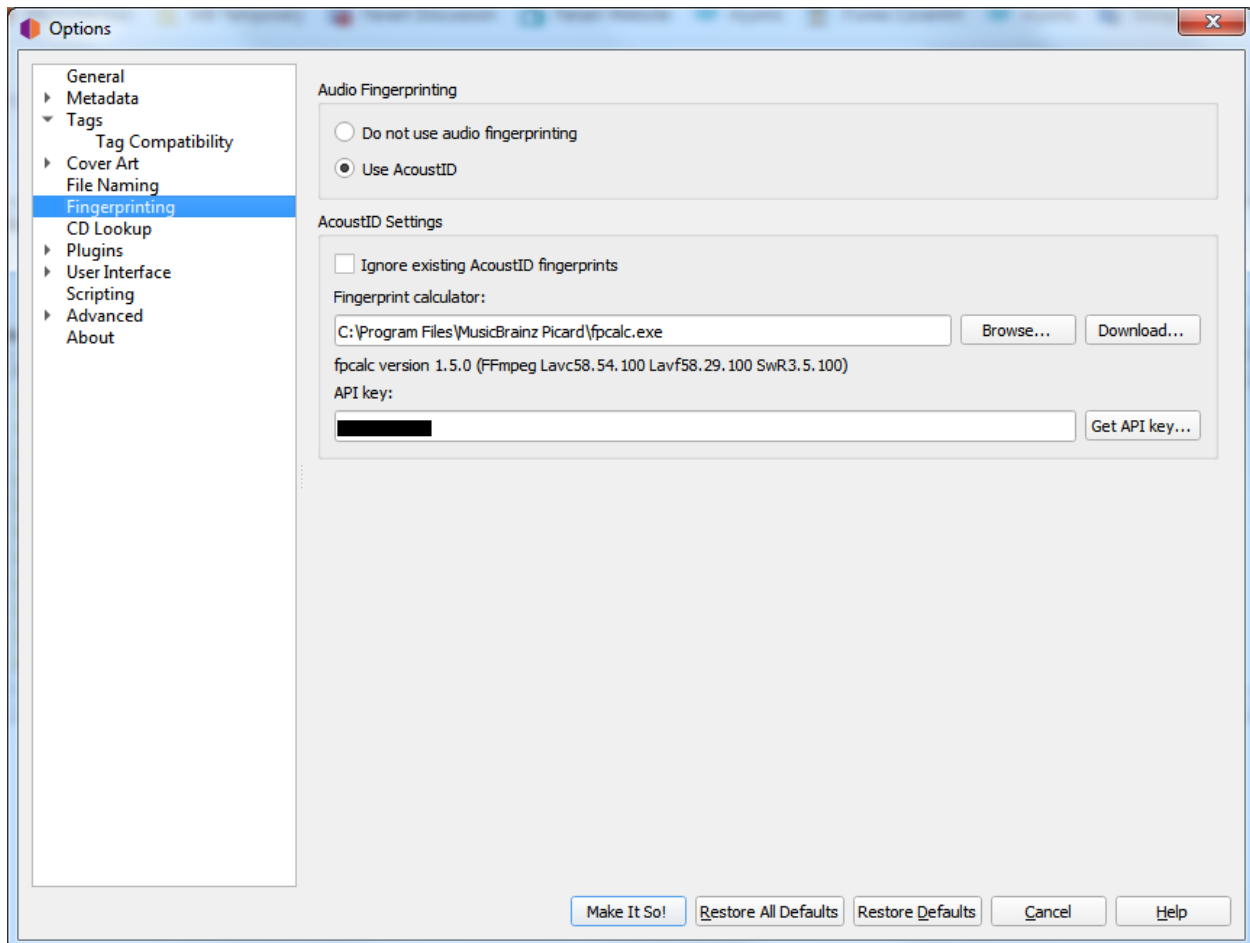 Options
General
Metadata
Tags
Tag Compatibility
Cover Art
File Naming
Fingerprinting
CD Lookup
Plugins
User Interface
Scripting
Advanced
About
Audio Fingerprinting
Do not use audio fingerprinting
Use AcoustID
AcoustID Settings
Ignore existing AcoustID fingerprints
Fingerprint calculator:
C:\Program Files\MusicBrainz Picard\fpcalc.exe Browse... Download...
fpcalc version 1.5.0 (FFmpeg Lavc58.54.100 Lavf58.29.100 SwR3.5.100)
API key:
Get API key...
Make It So! Restore All Defaults Restore Defaults Cancel Help